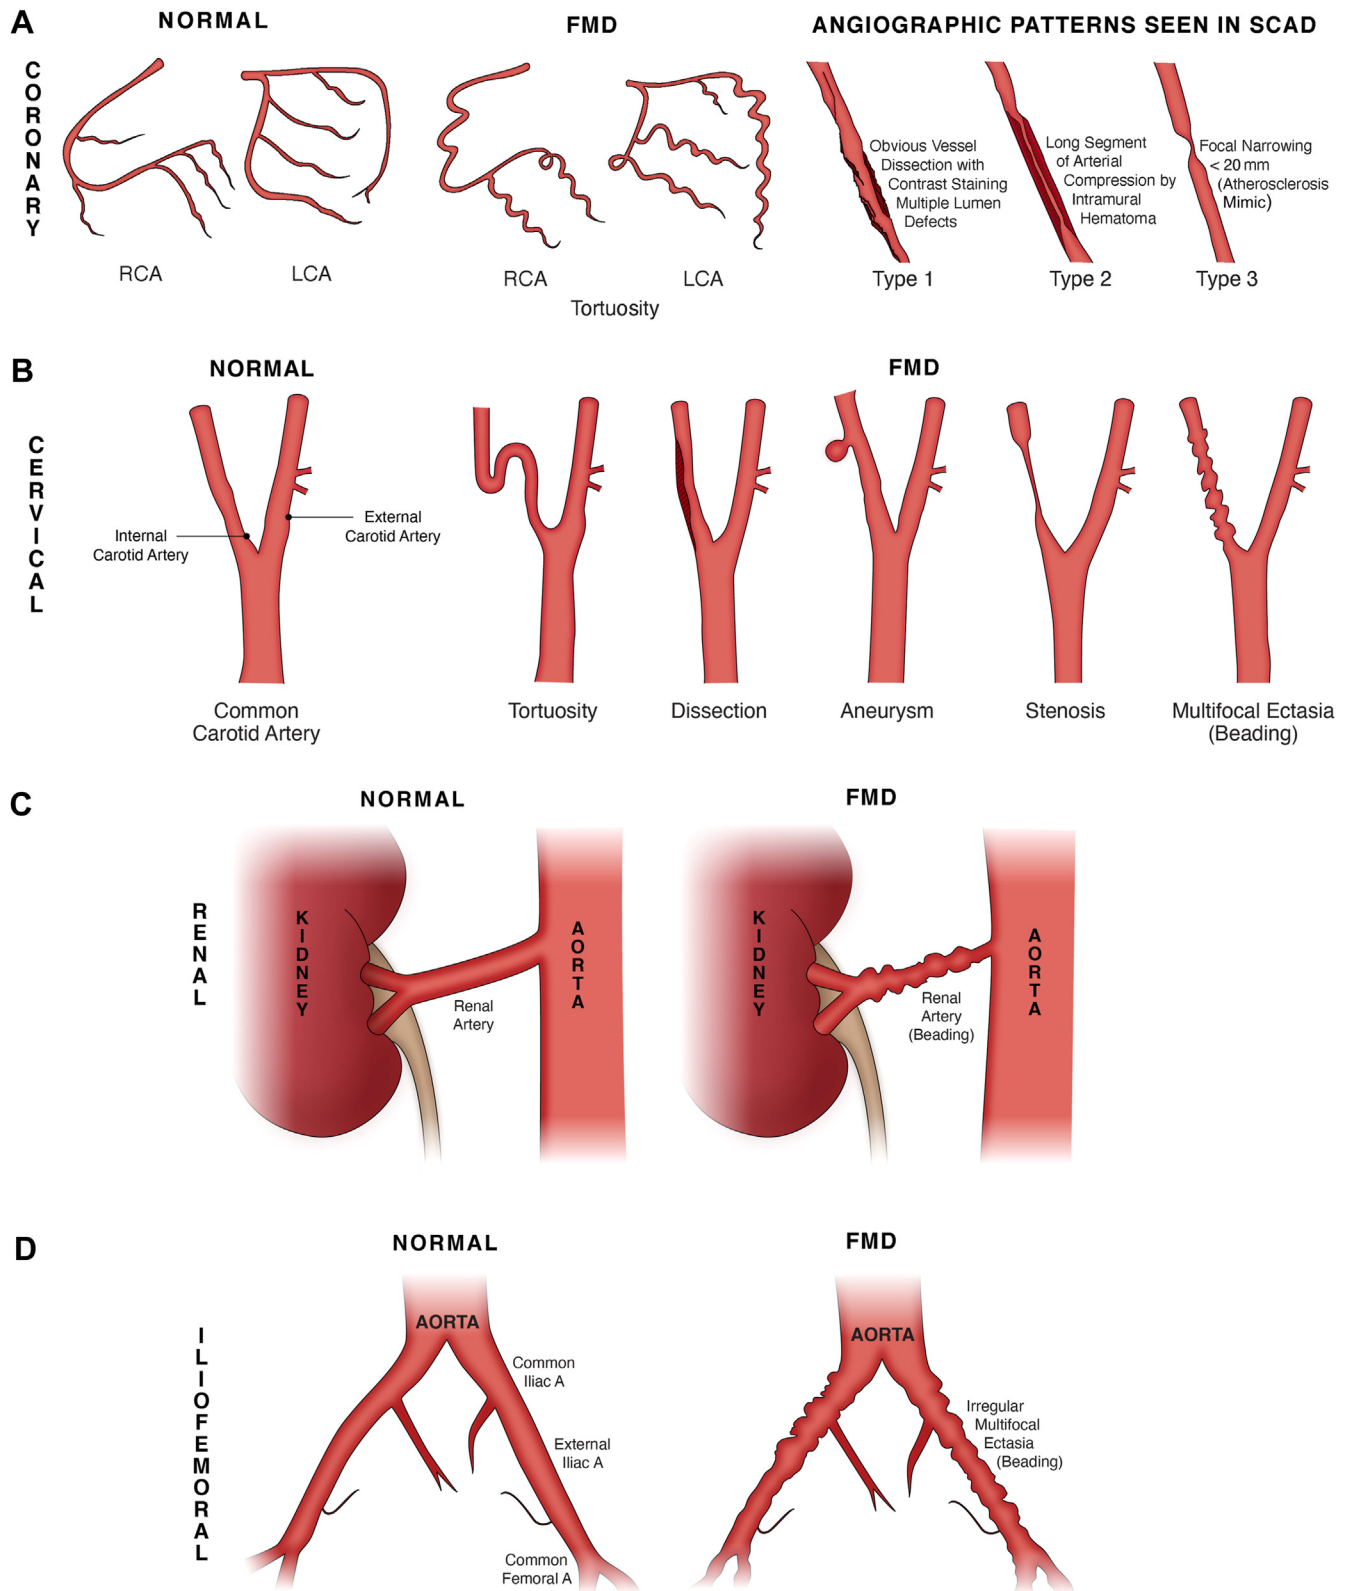 A
NORMAL
FMD
ANGIOGRAPHIC PATTERNS SEEN IN SCAD
CORONARY
Obvious Vessel
Dissection with
Contrast Staining
Multiple Lumen
Defects
Long Segment
of Arterial
Compression by
Intramural
Hematoma
Focal Narrowing
< 20 mm
(Atherosclerosis
Mimic)
RCA
LCA
RCA
LCA
Tortuosity
Type 1
Type 2
Type 3
B
NORMAL
FMD
CERVICAL
Internal
Carotid Artery
External
Carotid Artery
Common
Carotid Artery
Tortuosity
Dissection
Aneurysm
Stenosis
Multifocal Ectasia
(Beading)
C
NORMAL
FMD
RENAL
KIDNEY
AORTA
Renal
Artery
KIDNEY
AORTA
Renal
Artery
(Beading)
D
NORMAL
FMD
ILIOFEMORAL
AORTA
Common
Iliac A
External
Iliac A
Common
Femoral A
AORTA
Irregular
Multifocal
Ectasia
(Beading)